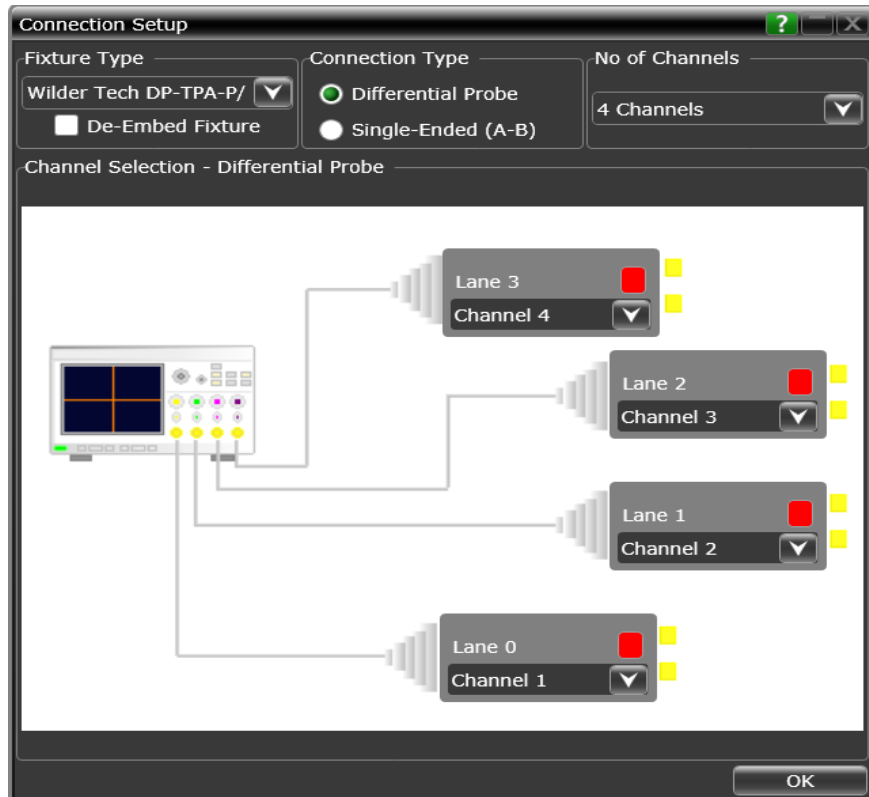 Connection Setup
?
Fixture Type
Wilder Tech DP-TPA-P/
De-Embed Fixture
Connection Type
Differential Probe
Single-Ended (A-B)
No of Channels
4 Channels
Channel Selection - Differential Probe
Lane 3
Channel 4
Lane 2
Channel 3
Lane 1
Channel 2
Lane 0
Channel 1
OK